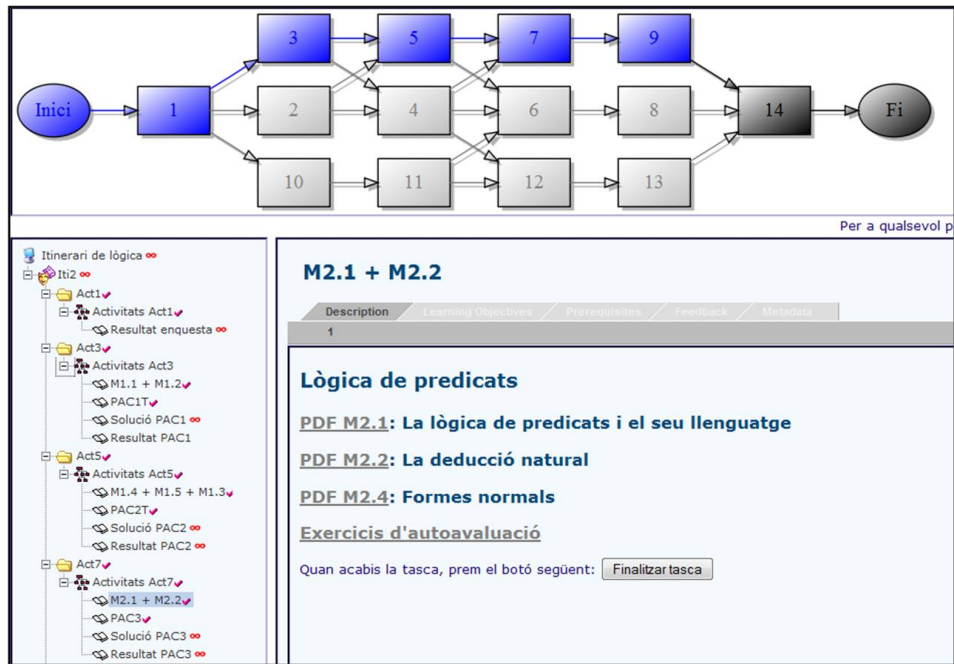 3 5 7 9
Inici 1 2 4 6 8 14 Fi
10 11 12 13
Per a qualsevol p
Itinerari de lògica
Iti2
Act1
Activitats Act1
Resultat enquesta
Act3
Activitats Act3
M1.1 + M1.2
PAC1T
Solució PAC1
Resultat PAC1
Act5
Activitats Act5
M1.4 + M1.5 + M1.3
PAC2T
Solució PAC2
Resultat PAC2
Act7
Activitats Act7
M2.1 + M2.2
PAC3
Solució PAC3
Resultat PAC3
M2.1 + M2.2
Description Learning Objectives Prerequisites Feedback Metadata
1
Lògica de predicats
PDF M2.1: La lògica de predicats i el seu llenguatge
PDF M2.2: La deducció natural
PDF M2.4: Formes normals
Exercicis d'autoavaluació
Quan acabis la tasca, prem el botó següent: Finalitzar tasca